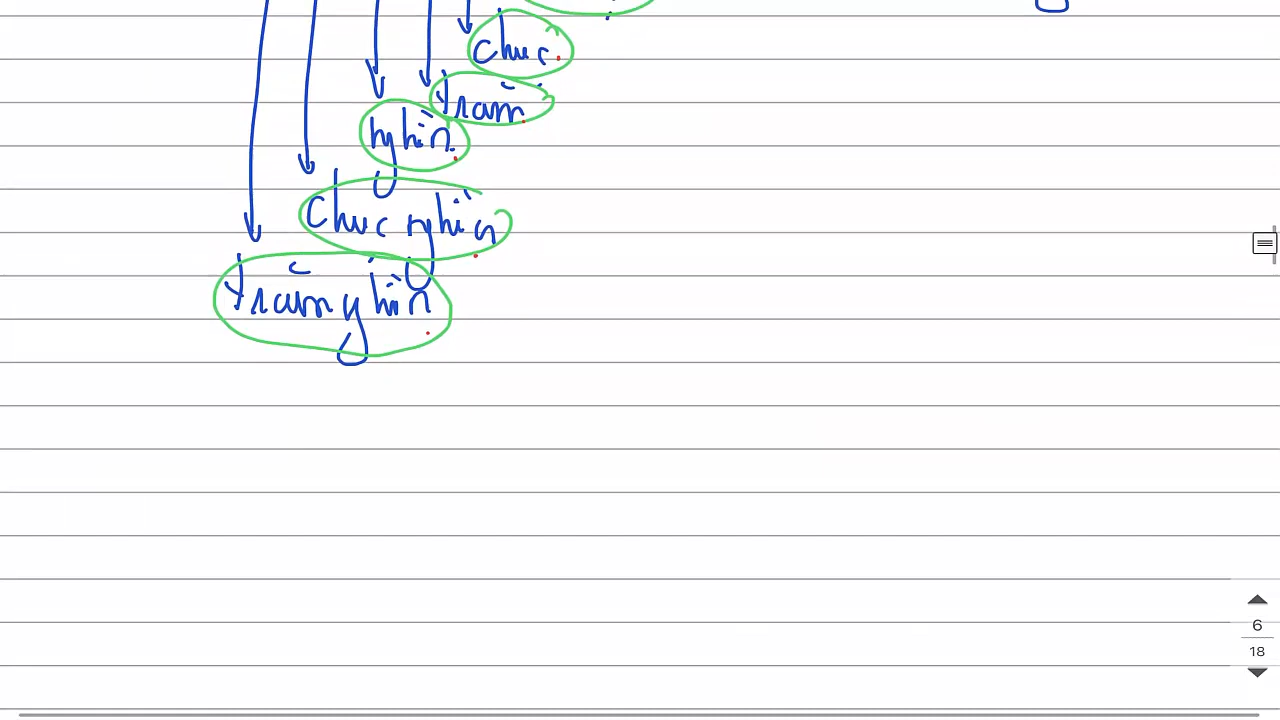 chục
trăm
nghìn
chục nghìn
trăm nghìn
6
18